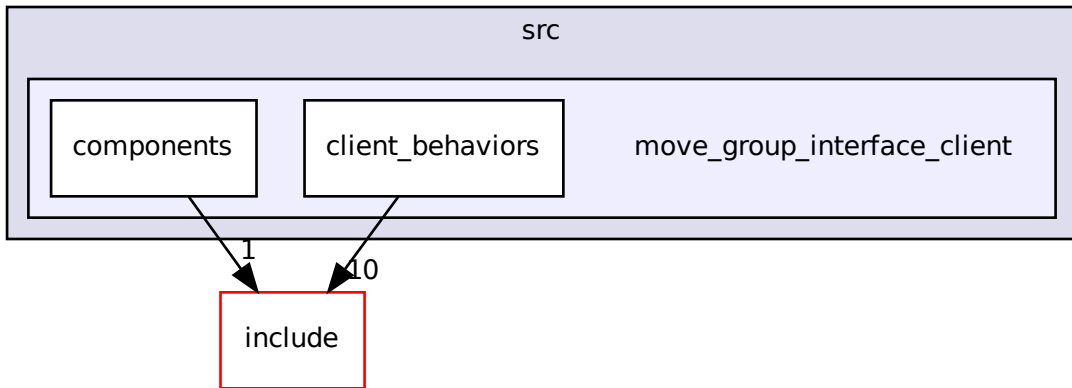 src
components
client_behaviors
move_group_interface_client
1
10
include